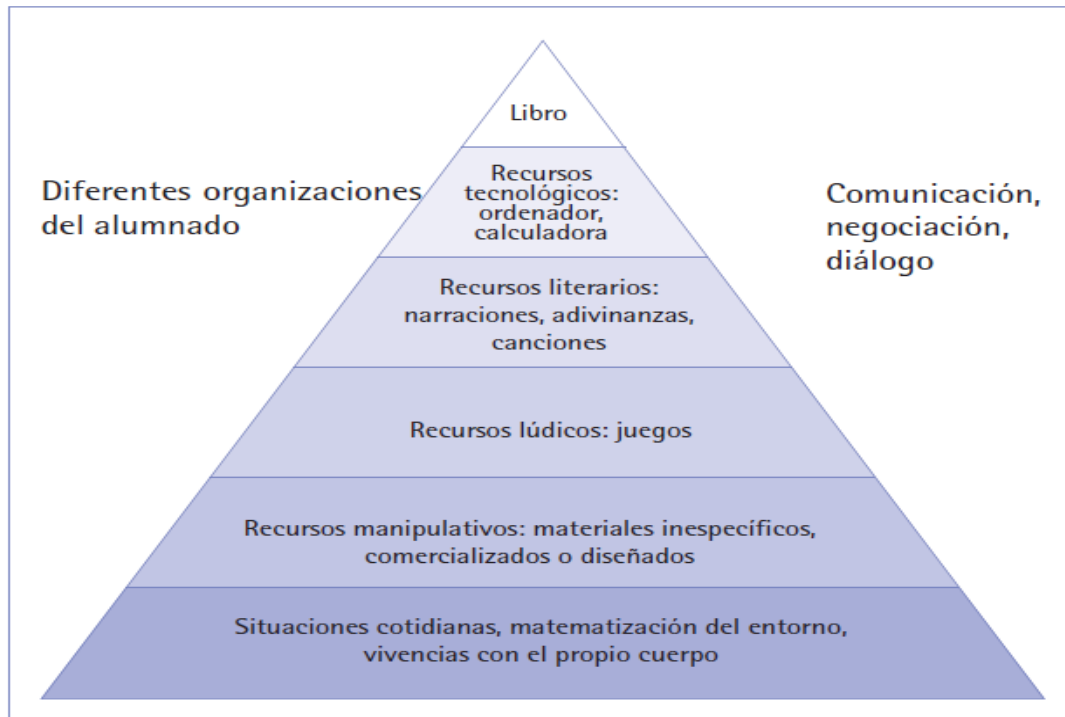 Libro
Recursos
tecnológicos:
ordenador,
calculadora
Diferentes organizaciones
del alumnado
Comunicación,
negociación,
diálogo
Recursos literarios:
narraciones, adivinanzas,
canciones
Recursos lúdicos: juegos
Recursos manipulativos: materiales inespecíficos,
comercializados o diseñados
Situaciones cotidianas, matematización del entorno,
vivencias con el propio cuerpo